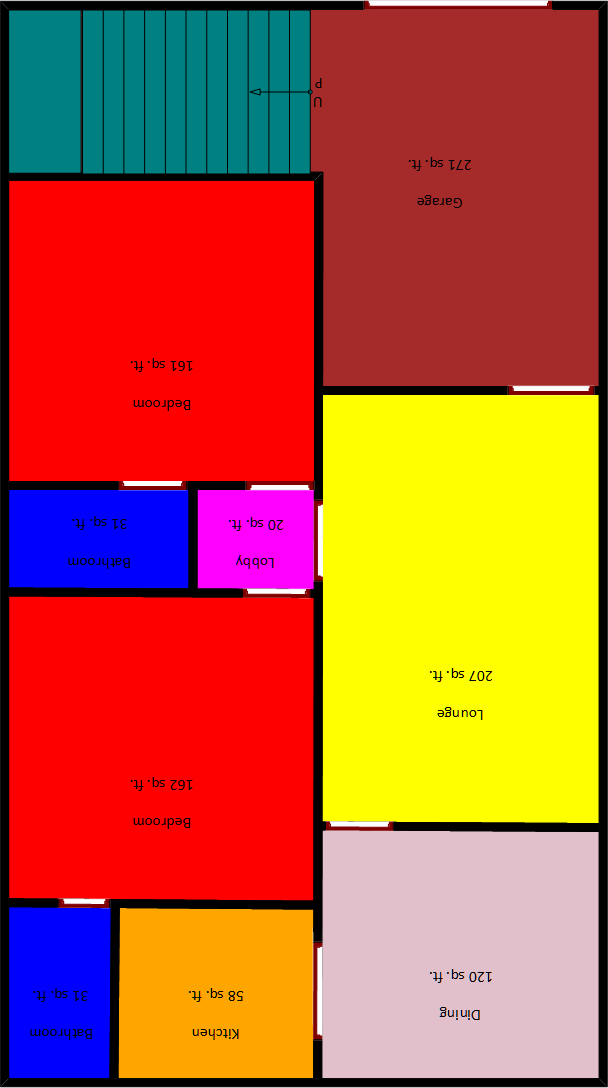 Dining
120 sq. ft.
Kitchen
58 sq. ft.
Bathroom
31 sq. ft.
Bedroom
162 sq. ft.
Lounge
207 sq. ft.
Lobby
20 sq. ft.
Bathroom
31 sq. ft.
Bedroom
161 sq. ft.
Garage
271 sq. ft.
U
P